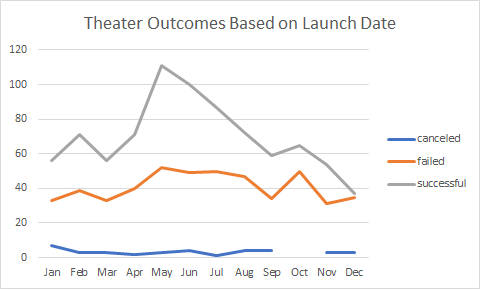 Theater Outcomes Based on Launch Date
120
100
80
60
40
20
0
Jan Feb Mar Apr May Jun Jul Aug Sep Oct Nov Dec
canceled
failed
successful